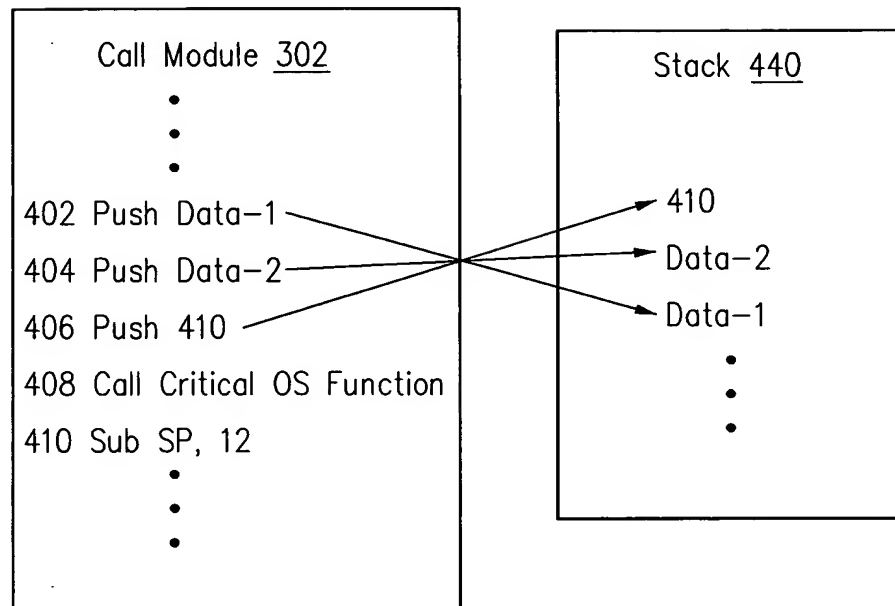 Call Module 302
402 Push Data-1
404 Push Data-2
406 Push 410
408 Call Critical OS Function
410 Sub SP, 12
Stack 440
410
Data-2
Data-1